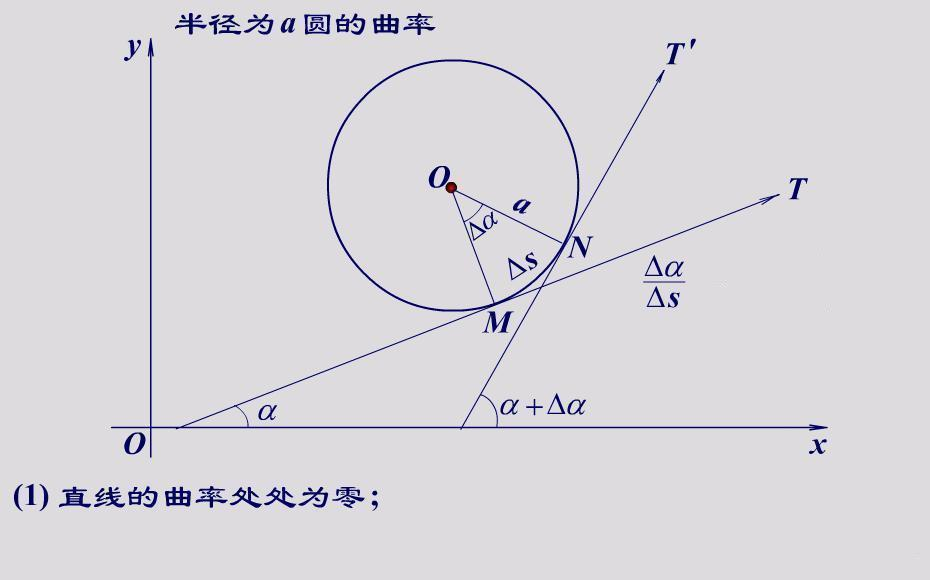 半径为a圆的曲率
y
T′
T
O
a
Δα
N
Δs
Δα
Δs
M
α
α + Δα
O
x
(1) 直线的曲率处处为零;